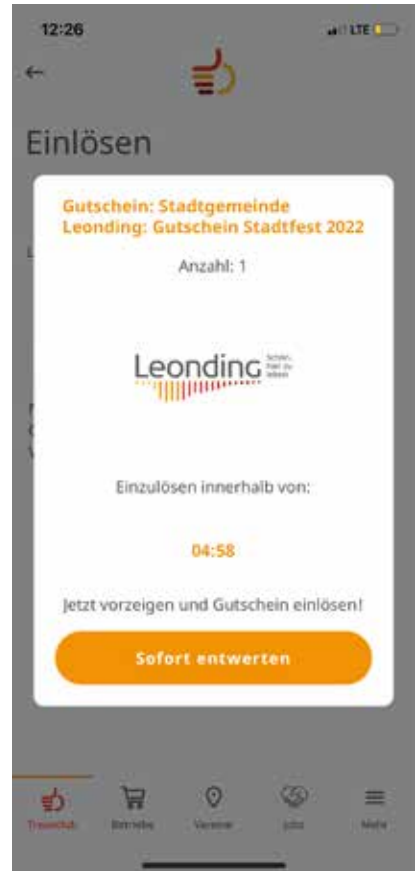 12:26
LTE
Einlösen
Gutschein: Stadtgemeinde
Leonding: Gutschein Stadtfest 2022
Anzahl: 1
Leonding
Einzulösen innerhalb von:
04:58
Jetzt vorzeigen und Gutschein einlösen!
Sofort entwerten
Treueclub Betriebe Vereine Jobs Mehr